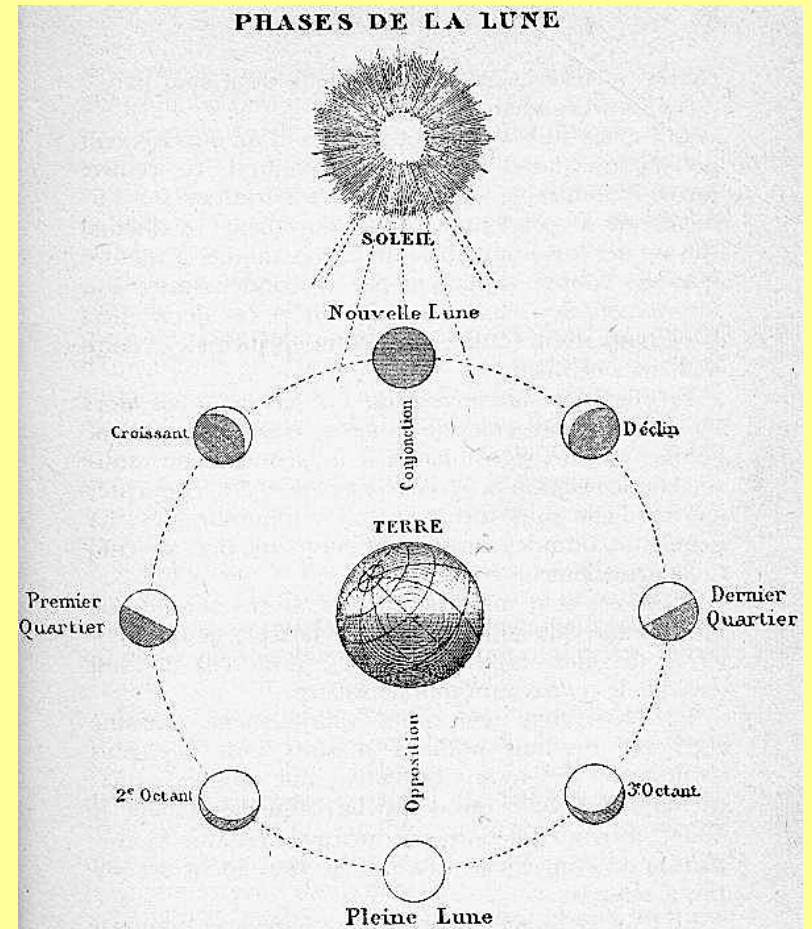 PHASES DE LA LUNE
SOLEIL
Nouvelle Lune
Croissant
Déclin
Conjonction
TERRE
Premier
Quartier
Dernier
Quartier
Opposition
2e Octant
3e Octant
Pleine Lune